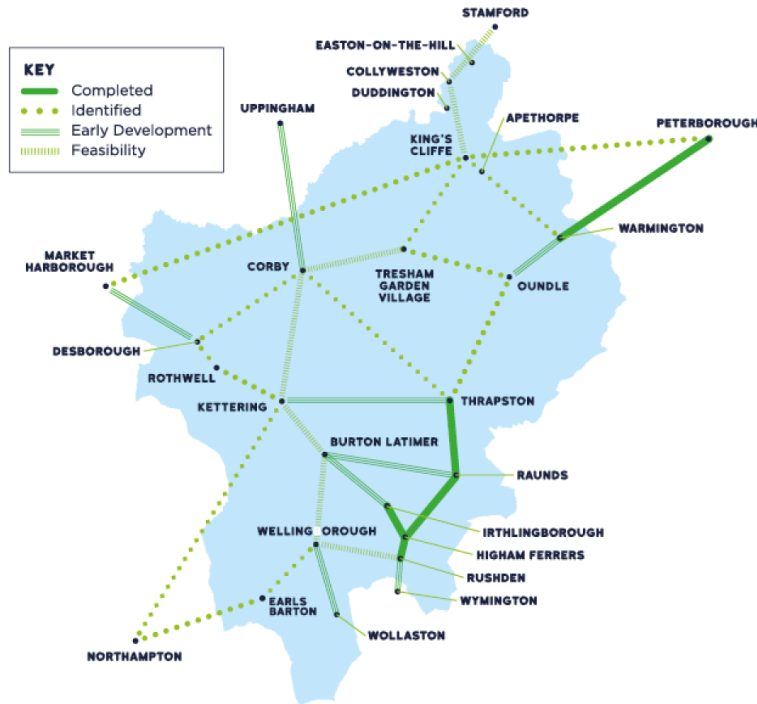 STAMFORD
EASTON-ON-THE-HILL
COLLYWESTON
DUDDINGTON
KEY
Completed
Identified
Early Development
Feasibility
UPPINGHAM
APETHORPE
PETERBOROUGH
KING'S
CLIFFE
WARMINGTON
MARKET
HARBOROUGH
CORBY
TRESHAM
GARDEN
VILLAGE
OUNDLE
DESBOROUGH
ROTHWELL
KETTERING
THRAPSTON
BURTON LATIMER
RAUNDS
WELLINGBOROUGH
IRTHLINGBOROUGH
HIGHAM FERRERS
RUSHDEN
EARLS
BARTON
WYMINGTON
WOLLASTON
NORTHAMPTON